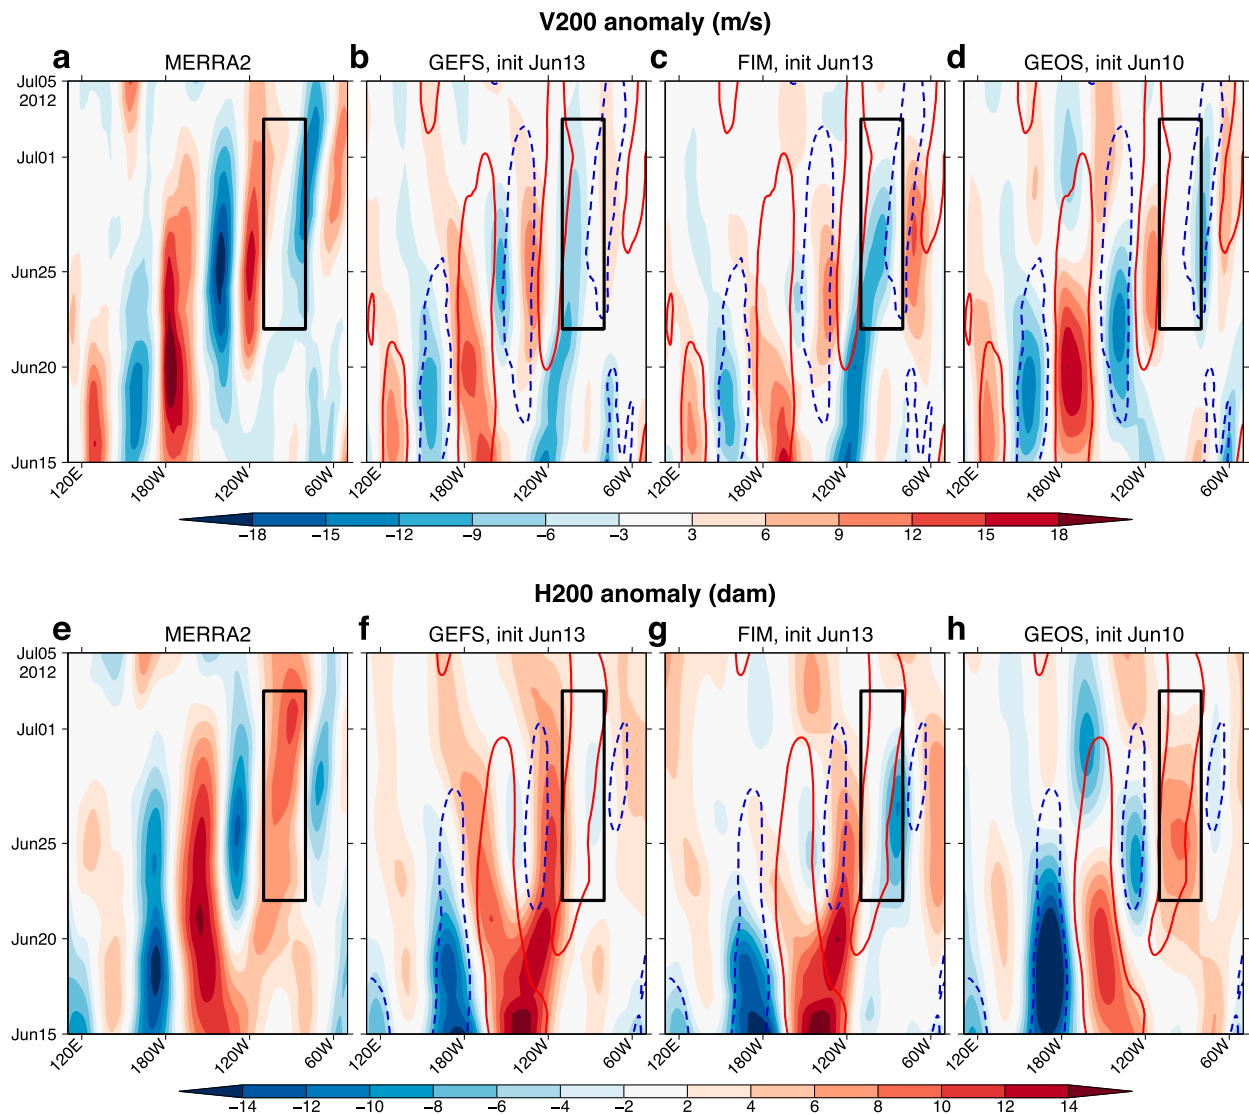 V200 anomaly (m/s)
a MERRA2 b GEFS, init Jun13 c FIM, init Jun13 d GEOS, init Jun10
Jul05
2012
Jul01
Jun25
Jun20
Jun15
120E 180W 120W 60W 120E 180W 120W 60W 120E 180W 120W 60W 120E 180W 120W 60W
−18 −15 −12 −9 −6 −3 3 6 9 12 15 18
H200 anomaly (dam)
e MERRA2 f GEFS, init Jun13 g FIM, init Jun13 h GEOS, init Jun10
Jul05
2012
Jul01
Jun25
Jun20
Jun15
120E 180W 120W 60W 120E 180W 120W 60W 120E 180W 120W 60W 120E 180W 120W 60W
−14 −12 −10 −8 −6 −4 −2 2 4 6 8 10 12 14